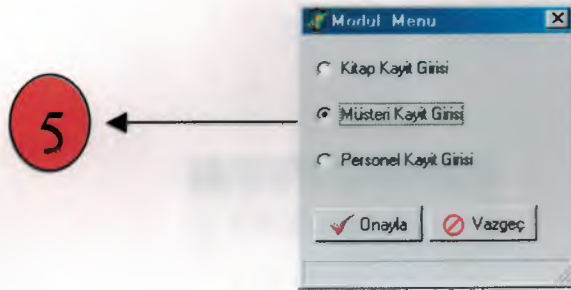 Modul Menu
Kitap Kayit Girisi
5
Müsteri Kayit Girisi
Personel Kayit Girisi
Onayla
Vazgeç